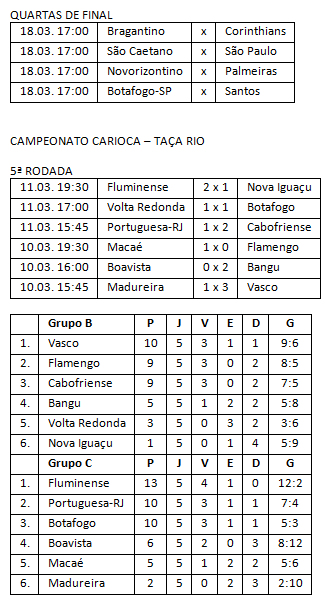 QUARTAS DE FINAL
18.03. 17:00 Bragantino x Corinthians
18.03. 17:00 São Caetano x São Paulo
18.03. 17:00 Novorizontino x Palmeiras
18.03. 17:00 Botafogo-SP x Santos
CAMPEONATO CARIOCA – TAÇA RIO
5ª RODADA
11.03. 19:30 Fluminense 2 x 1 Nova Iguaçu
11.03. 17:00 Volta Redonda 1 x 1 Botafogo
11.03. 15:45 Portuguesa-RJ 1 x 2 Cabofriense
10.03. 19:30 Macaé 1 x 0 Flamengo
10.03. 16:00 Boavista 0 x 2 Bangu
10.03. 15:45 Madureira 1 x 3 Vasco
Grupo B P J V E D G
1. Vasco 10 5 3 1 1 9:6
2. Flamengo 9 5 3 0 2 8:5
3. Cabofriense 9 5 3 0 2 7:5
4. Bangu 5 5 1 2 2 5:8
5. Volta Redonda 3 5 0 3 2 3:6
6. Nova Iguaçu 1 5 0 1 4 5:9
Grupo C P J V E D G
1. Fluminense 13 5 4 1 0 12:2
2. Portuguesa-RJ 10 5 3 1 1 7:4
3. Botafogo 10 5 3 1 1 5:3
4. Boavista 6 5 2 0 3 8:12
5. Macaé 5 5 1 2 2 5:6
6. Madureira 2 5 0 2 3 2:10